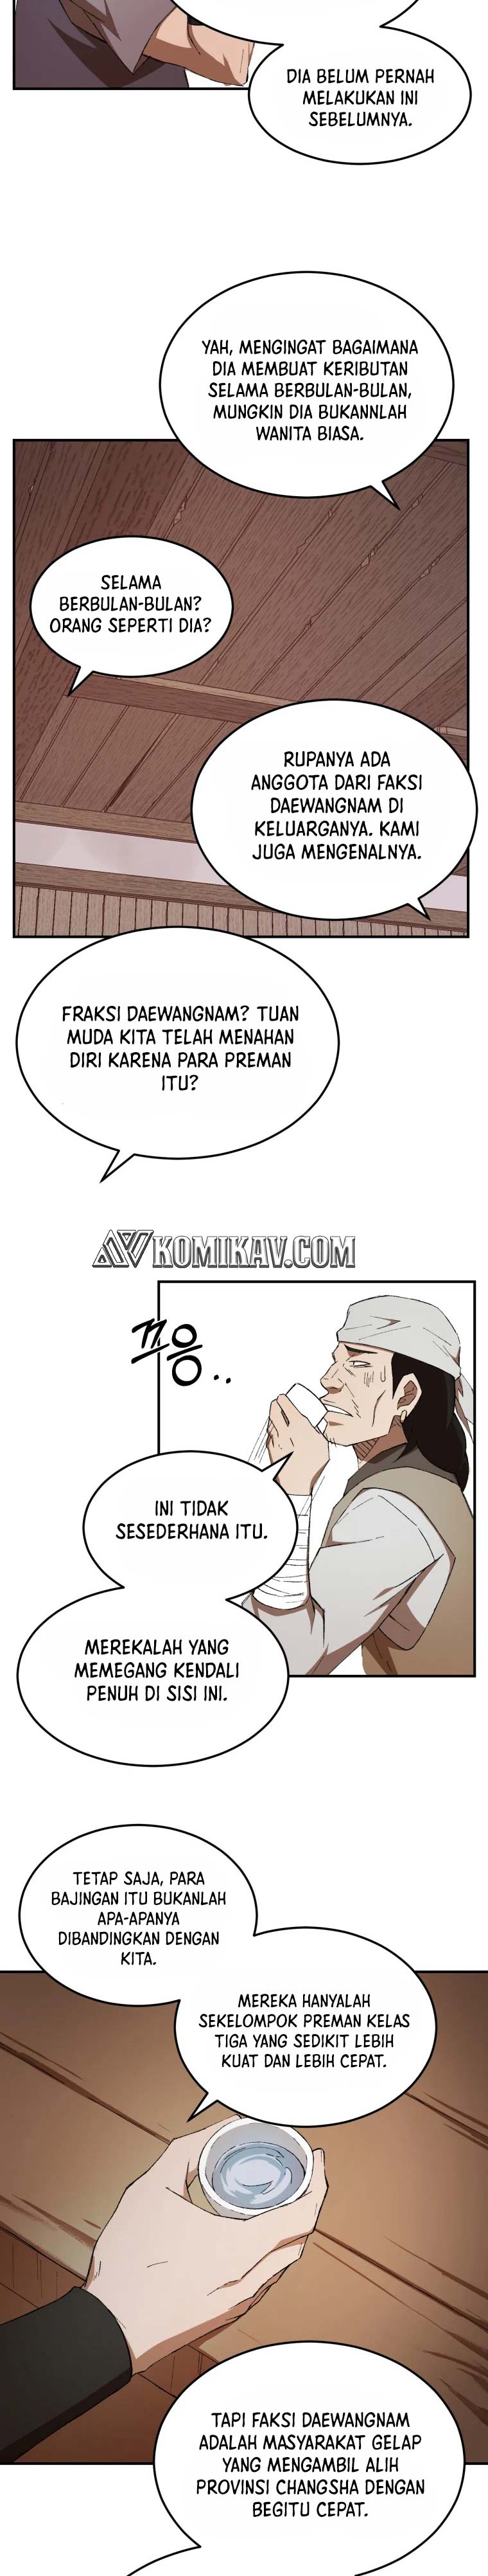 DIA BELUM PERNAH
MELAKUKAN INI
SEBELUMNYA.
YAH, MENGINGAT BAGAIMANA
DIA MEMBUAT KERIBUTAN
SELAMA BERBULAN-BULAN,
MUNGKIN DIA BUKANNLAH
WANITA BIASA.
SELAMA
BERBULAN-BULAN?
ORANG SEPERTI DIA?
RUPANYA ADA
ANGGOTA DARI FAKSI
DAEWANGNAM DI
KELUARGANYA. KAMI
JUGA MENGENALNYA.
FRAKSI DAEWANGNAM? TUAN
MUDA KITA TELAH MENAHAN
DIRI KARENA PARA PREMAN
ITU?
KOMIKAV.COM
끄응..
INI TIDAK
SESEDERHANA ITU.
MEREKALAH YANG
MEMEGANG KENDALI
PENUH DI SISI INI.
TETAP SAJA, PARA
BAJINGAN ITU BUKANLAH
APA-APANYA
DIBANDINGKAN DENGAN
KITA.
MEREKA HANYALAH
SEKELOMPOK PREMAN KELAS
TIGA YANG SEDIKIT LEBIH
KUAT DAN LEBIH CEPAT.
TAPI FAKSI DAEWANGNAM
ADALAH MASYARAKAT GELAP
YANG MENGAMBIL ALIH
PROVINSI CHANGSHA DENGAN
BEGITU CEPAT.